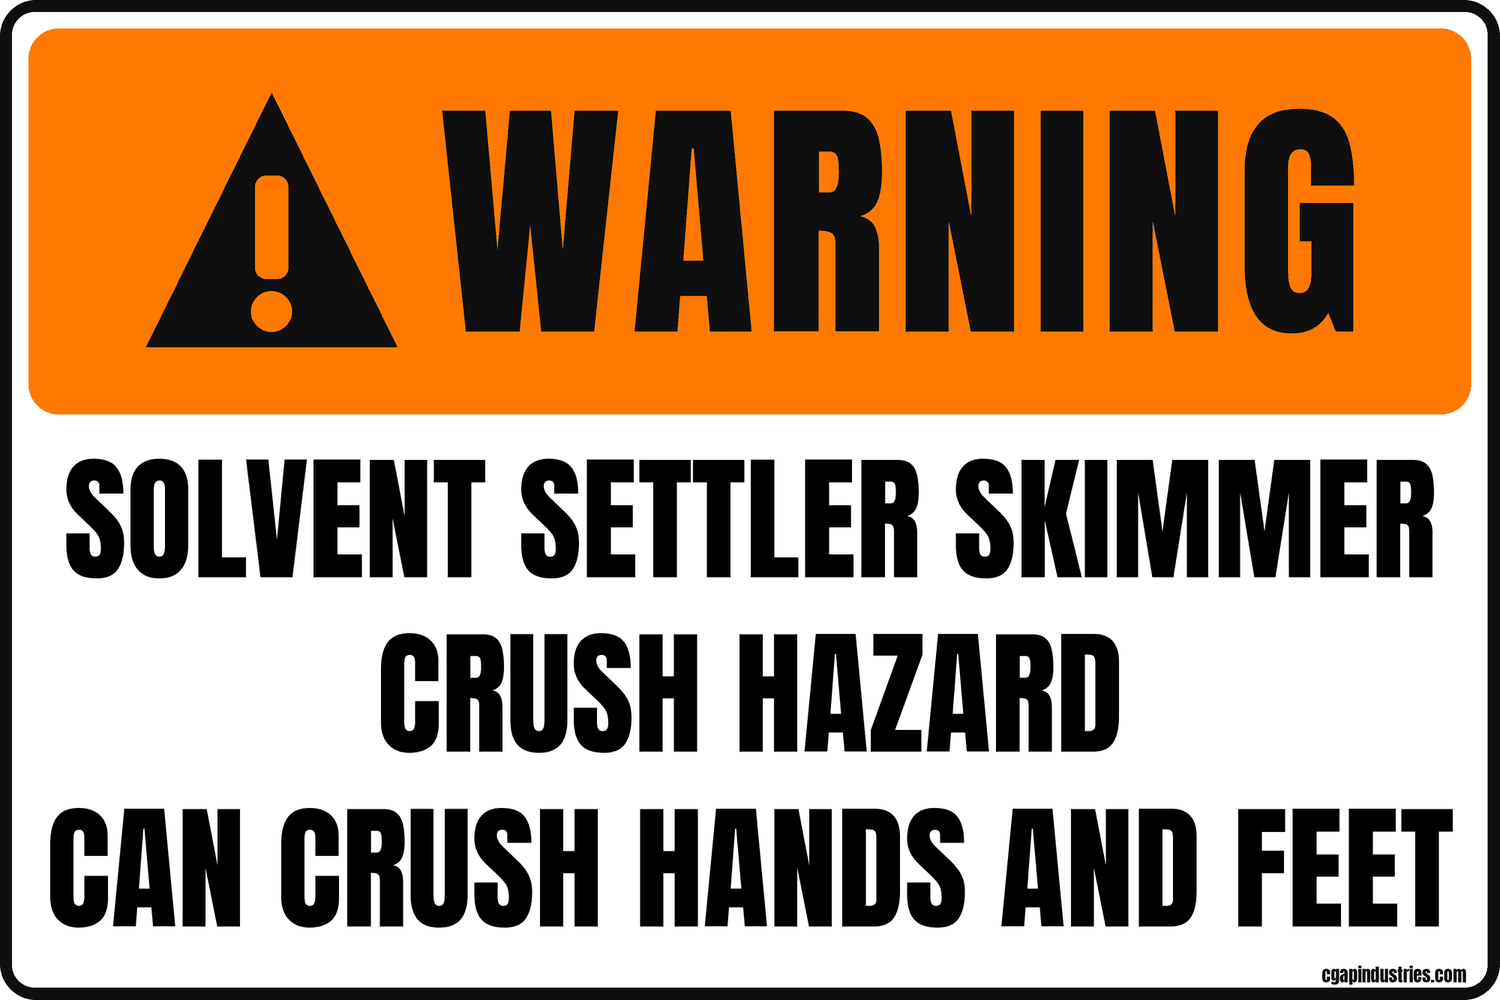 WARNING
SOLVENT SETTLER SKIMMER
CRUSH HAZARD
CAN CRUSH HANDS AND FEET
cgapindustries.com